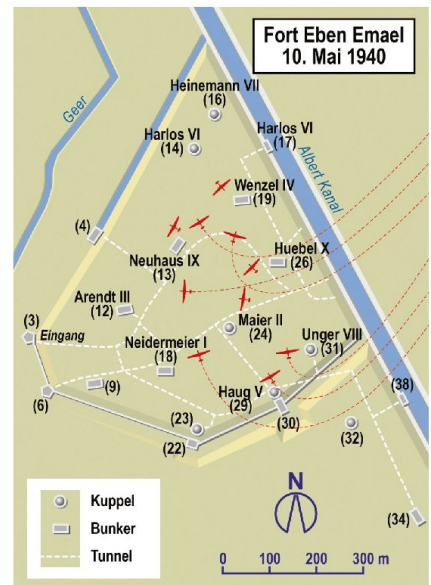 Fort Eben Emael
10. Mai 1940
Geer
Heinemann VII
(16)
Harlos VI
(14)
Harlos VI
(17)
Albert Kanal
Wenzel IV
(19)
(4)
Neuhaus IX
(13)
Huebel X
(26)
Arendt III
(12)
(3)
Eingang
Maier II
(24)
Unger VIII
(31)
Neidermeier I
(18)
(9)
(6)
Haug V
(29)
(38)
(23)
(30)
(32)
(22)
(34)
Kuppel
Bunker
Tunnel
N
0 100 200 300 m